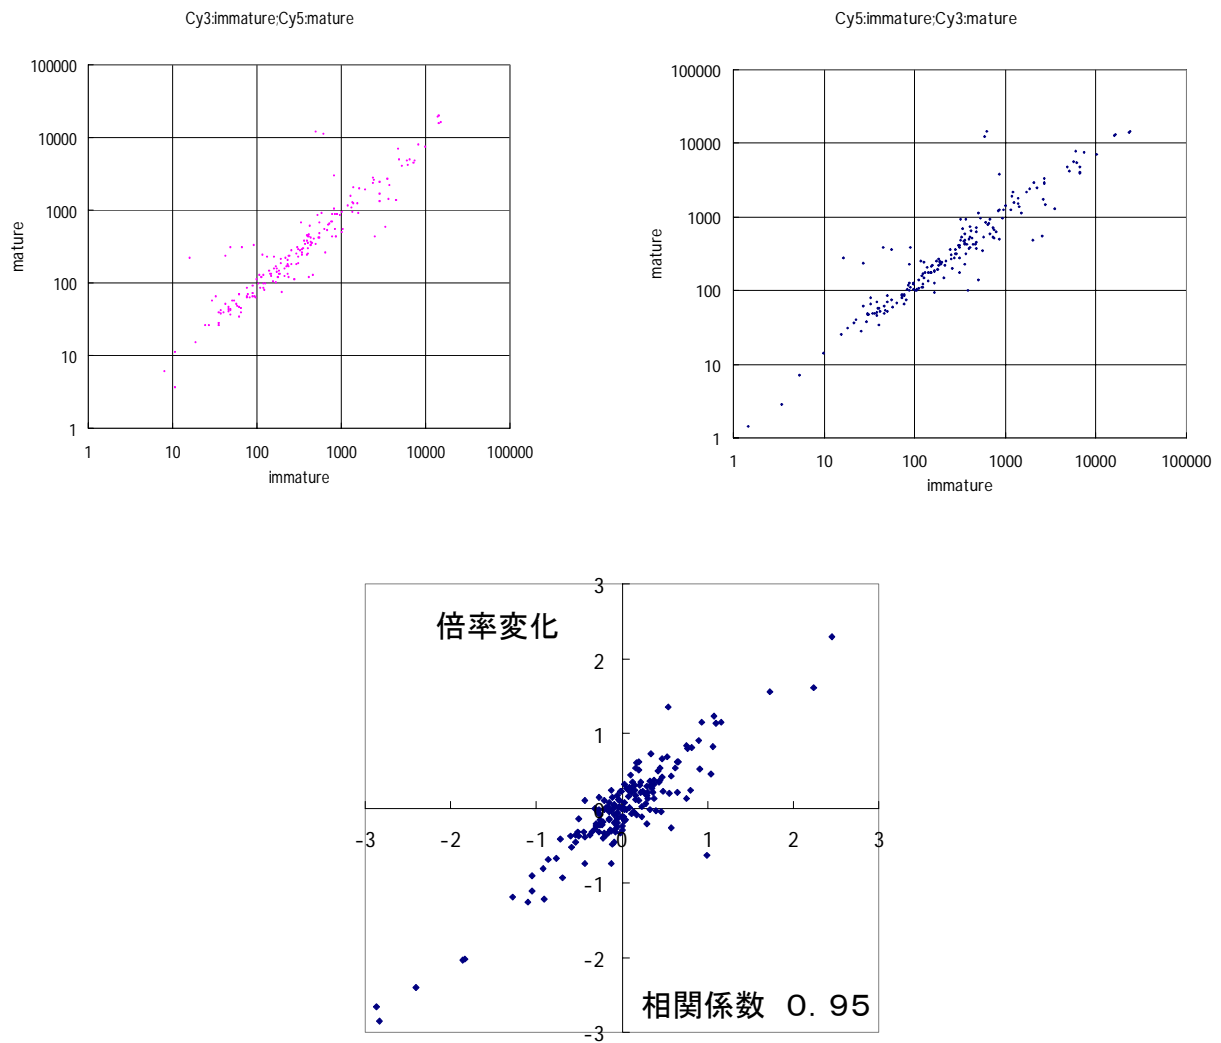 Cy3:immature;Cy5:mature
100000
10000
1000
100
10
1
1 10 100 1000 10000 100000
mature
immature
Cy5:immature;Cy3:mature
100000
10000
1000
100
10
1
1 10 100 1000 10000 100000
mature
immature
倍率変化
3
2
1
0
-3 -2 -1 0 1 2 3
-1
-2
-3
相関係数 ０．９５